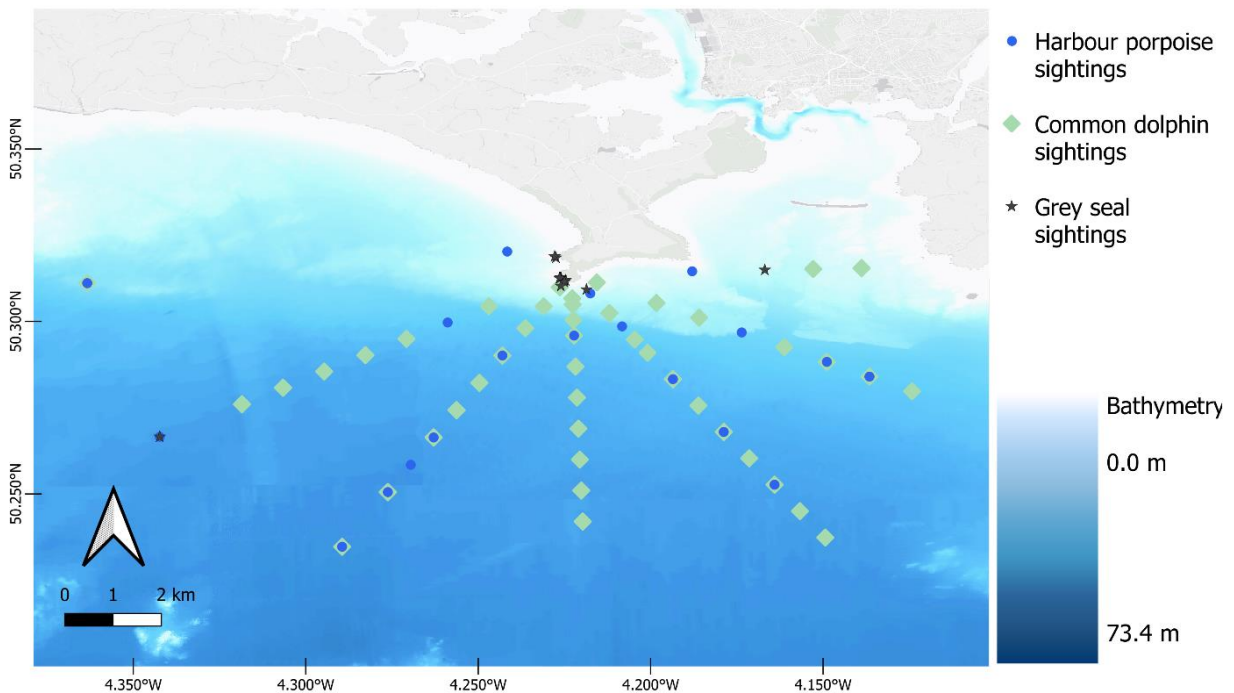 Harbour porpoise
sightings
Common dolphin
sightings
Grey seal
sightings
50.350°N
50.300°N
50.250°N
Bathymetry
0.0 m
73.4 m
0 1 2 km
4.350°W 4.300°W 4.250°W 4.200°W 4.150°W